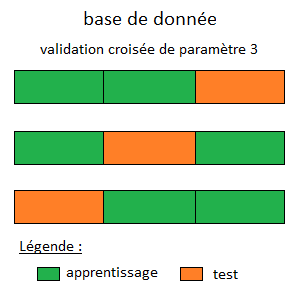 base de donnée
validation croisée de paramètre 3
Légende :
apprentissage test